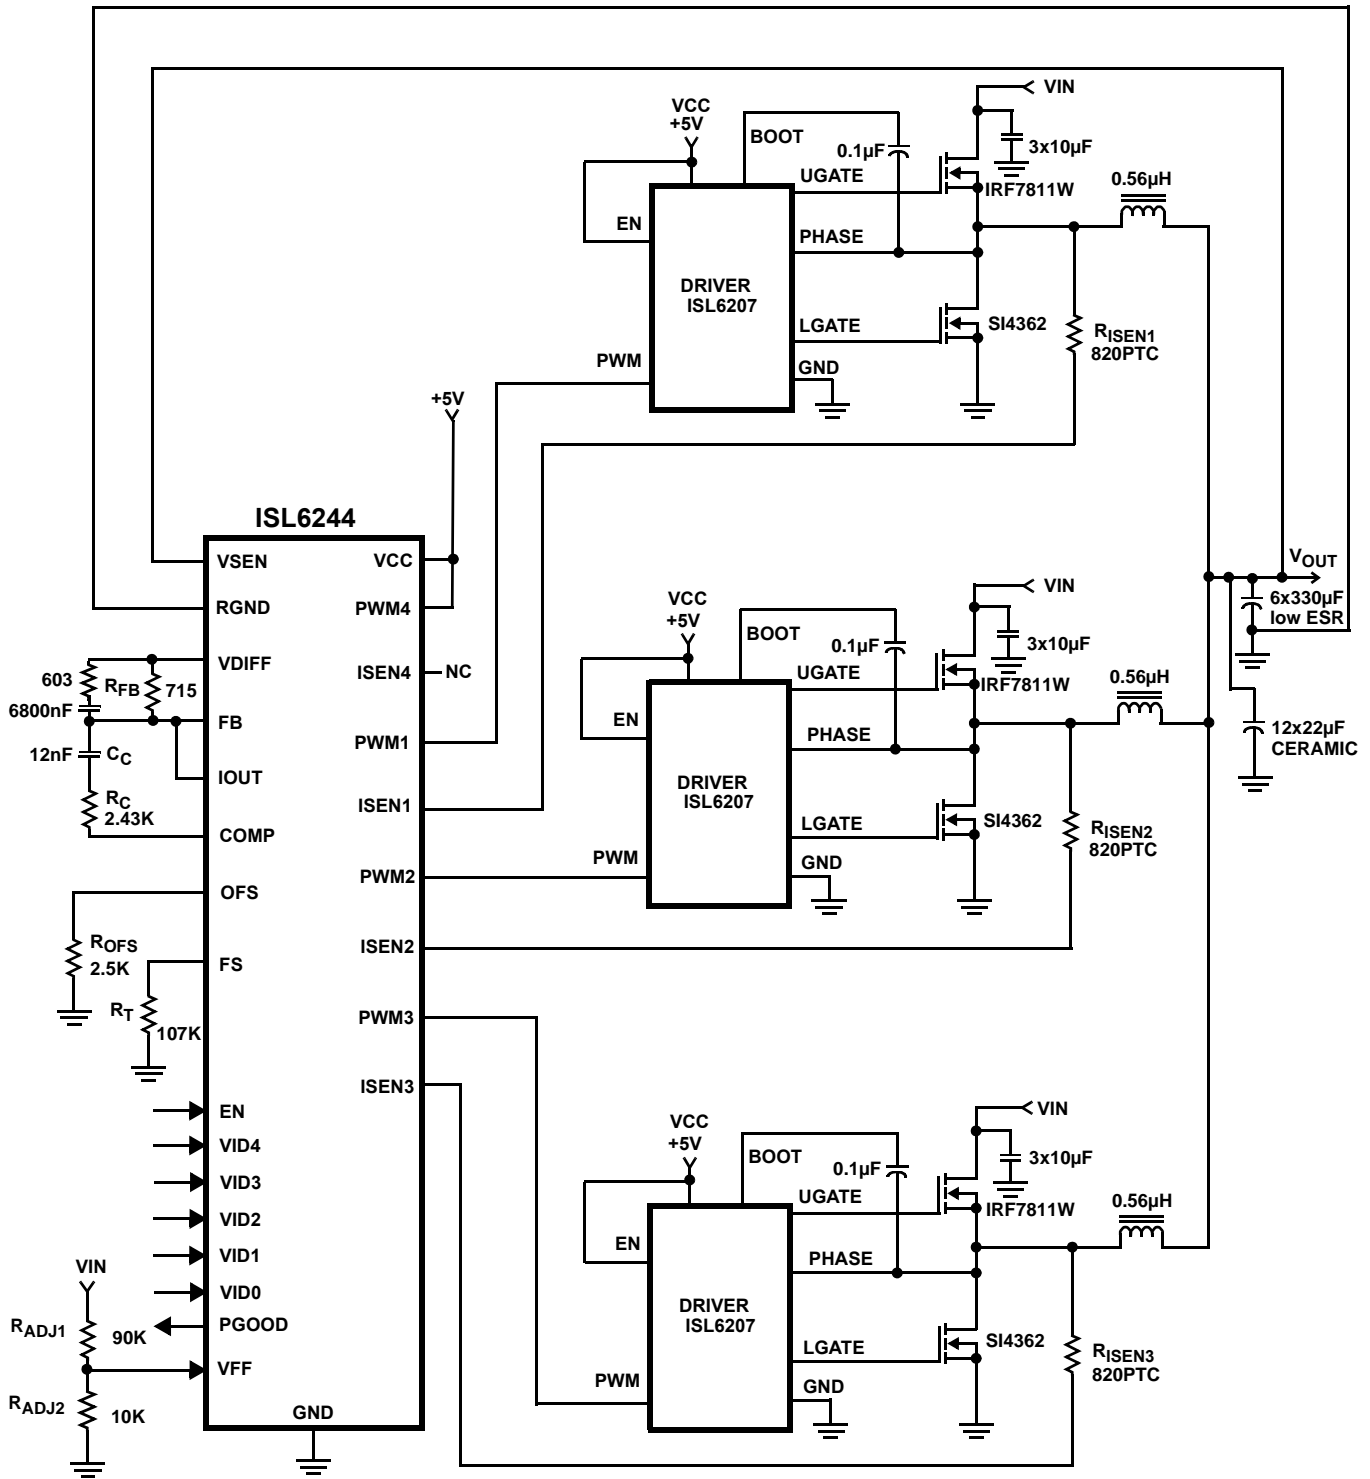 VIN
VCC
+5V
BOOT
0.1µF
3x10µF
UGATE
IRF7811W
0.56µH
EN
PHASE
DRIVER
ISL6207
LGATE
SI4362
RISEN1
820PTC
PWM
GND
+5V
ISL6244
VSEN
VCC
RGND
PWM4
VDIFF
ISEN4
NC
603
RFB
715
6800nF
FB
PWM1
12nF
CC
IOUT
ISEN1
RC
2.43K
COMP
PWM2
OFS
ROFS
2.5K
ISEN2
FS
RT
107K
PWM3
ISEN3
EN
VID4
VID3
VID2
VID1
VID0
VIN
PGOOD
RADJ1
90K
VFF
RADJ2
10K
GND
VIN
VCC
+5V
BOOT
0.1µF
3x10µF
UGATE
IRF7811W
0.56µH
EN
PHASE
DRIVER
ISL6207
LGATE
SI4362
RISEN2
820PTC
PWM
GND
VOUT
6x330µF
low ESR
12x22µF
CERAMIC
VIN
VCC
+5V
BOOT
0.1µF
3x10µF
UGATE
IRF7811W
0.56µH
EN
PHASE
DRIVER
ISL6207
LGATE
SI4362
RISEN3
820PTC
PWM
GND